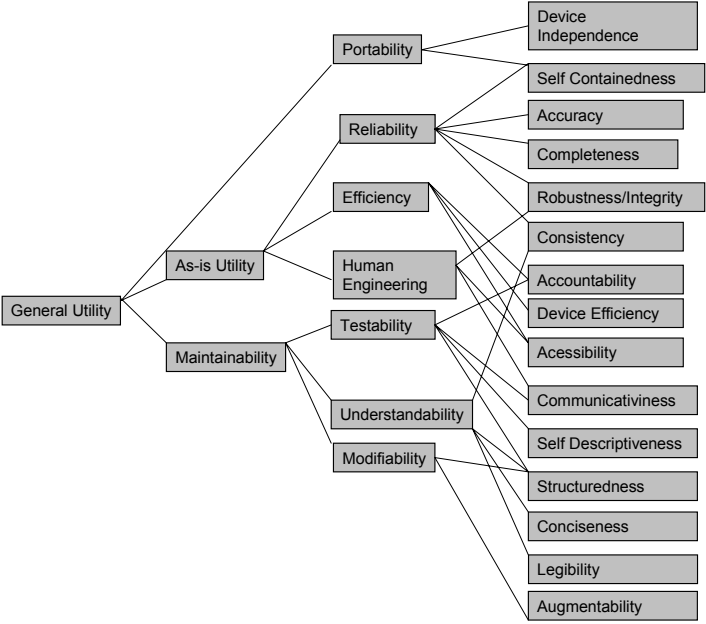 General Utility
Portability
As-is Utility
Maintainability
Reliability
Efficiency
Human
Engineering
Testability
Understandability
Modifiability
Device
Independence
Self Containedness
Accuracy
Completeness
Robustness/Integrity
Consistency
Accountability
Device Efficiency
Acessibility
Communicativiness
Self Descriptiveness
Structuredness
Conciseness
Legibility
Augmentability